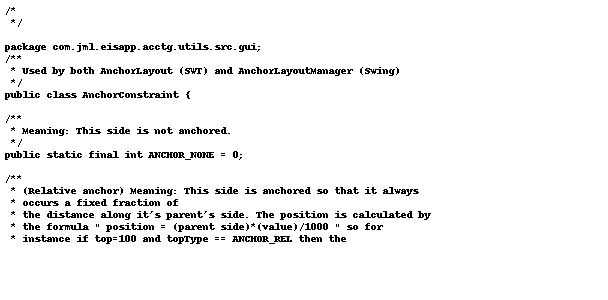 /*
 */

package com.jml.eisapp.acctg.utils.src.gui;
/**
 * Used by both AnchorLayout (SWT) and AnchorLayoutManager (Swing)
 */
public class AnchorConstraint {

/**
 * Meaning: This side is not anchored.
 */
public static final int ANCHOR_NONE = 0;

/**
 * (Relative anchor) Meaning: This side is anchored so that it always
 * occurs a fixed fraction of
 * the distance along it's parent's side. The position is calculated by
 * the formula " position = (parent side)*(value)/1000 " so for
 * instance if top=100 and topType == ANCHOR_REL then the